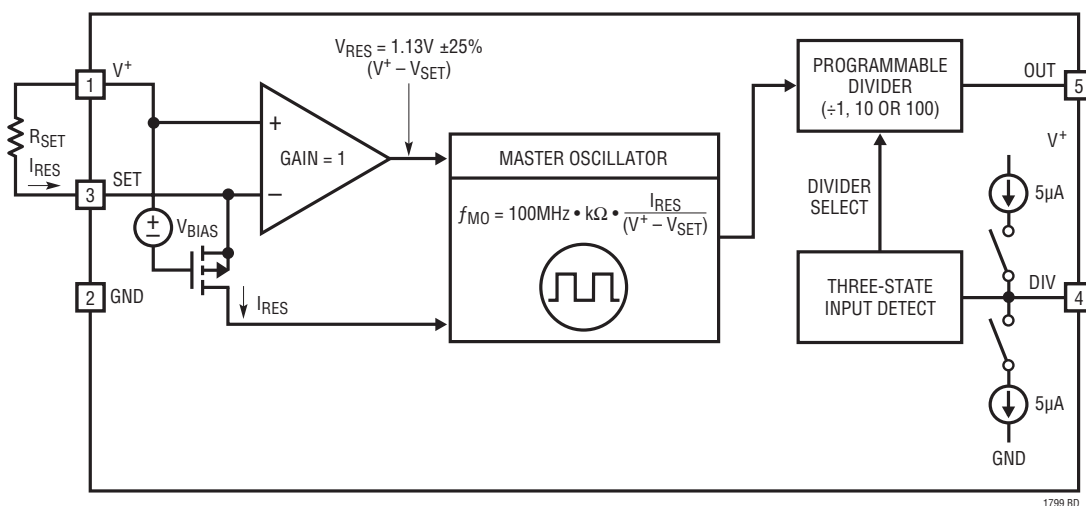 V+
1
RSET
IRES
SET
3
2
GND
VBIAS
+
−
+
−
GAIN = 1
VRES = 1.13V ±25%
(V+ – VSET)
IRES
MASTER OSCILLATOR
ƒMO = 100MHz • kΩ • IRES
(V+ – VSET)
PROGRAMMABLE
DIVIDER
(÷1, 10 OR 100)
OUT
5
DIVIDER
SELECT
THREE-STATE
INPUT DETECT
V+
5µA
DIV
4
5µA
GND
1799 BD